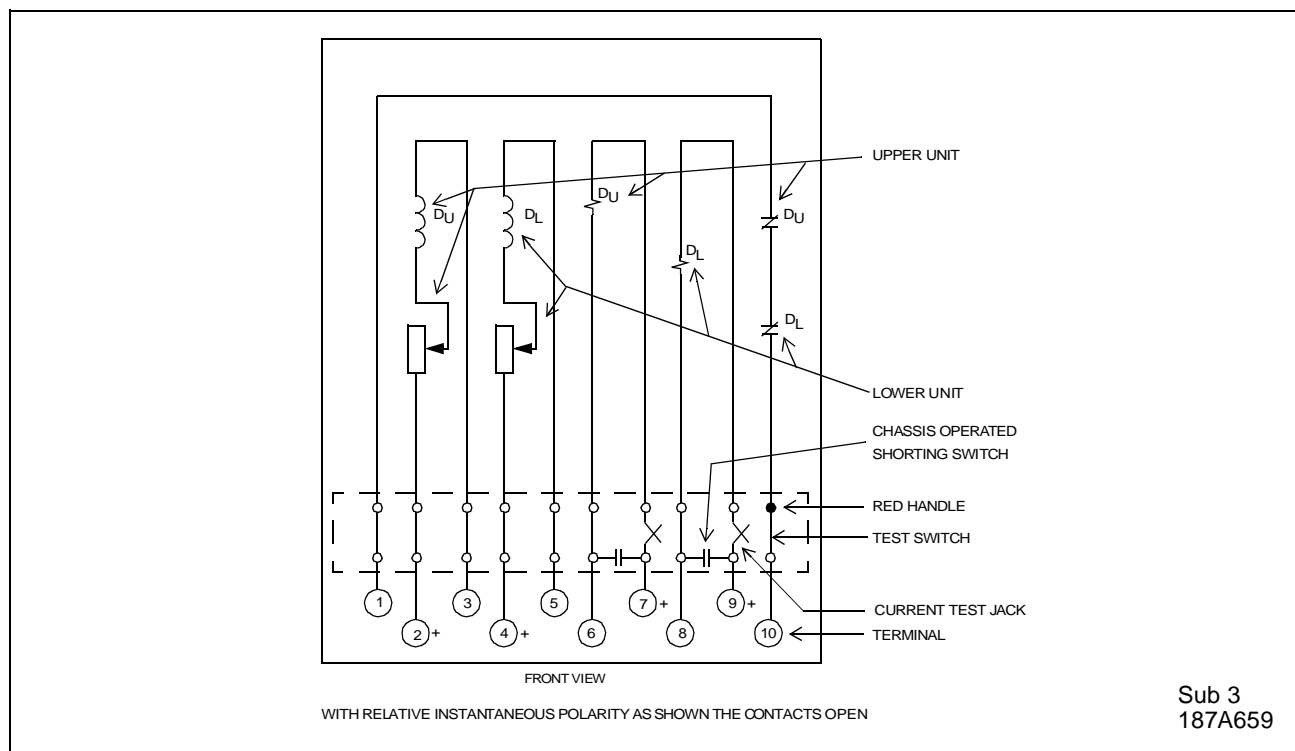 UPPER UNIT
DU
DU
DL
DU
DL
DL
LOWER UNIT
CHASSIS OPERATED
SHORTING SWITCH
RED HANDLE
TEST SWITCH
CURRENT TEST JACK
TERMINAL
1
3
5
7 +
9 +
2 +
4 +
6
8
10
FRONT VIEW
WITH RELATIVE INSTANTANEOUS POLARITY AS SHOWN THE CONTACTS OPEN
Sub 3
187A659